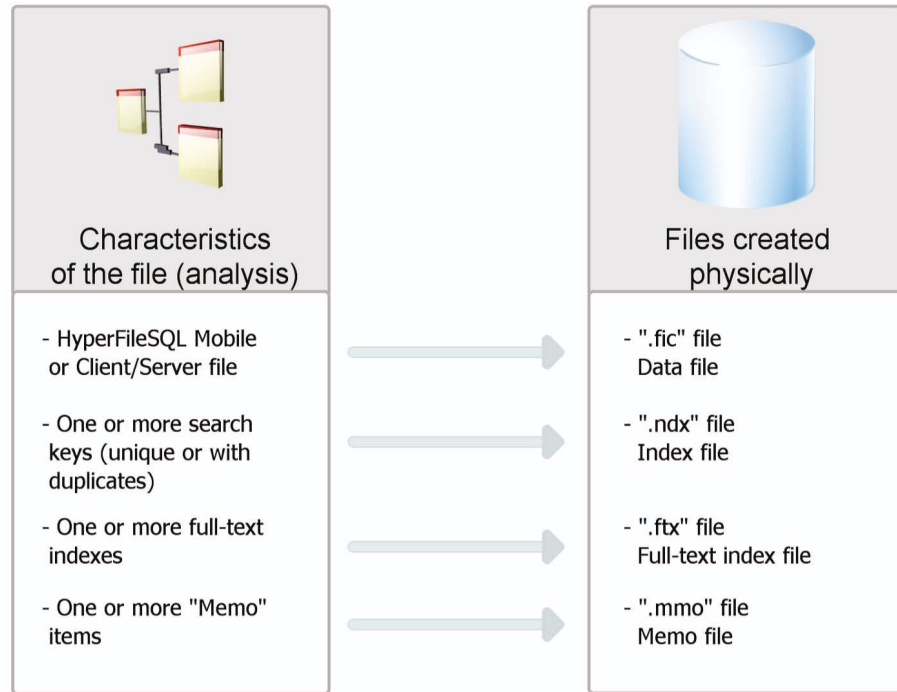 Characteristics
of the file (analysis)
- HyperFileSQL Mobile
or Client/Server file
- One or more search
keys (unique or with
duplicates)
- One or more full-text
indexes
- One or more "Memo"
items
Files created
physically
- ".fic" file
Data file
- ".ndx" file
Index file
- ".ftx" file
Full-text index file
- ".mmo" file
Memo file